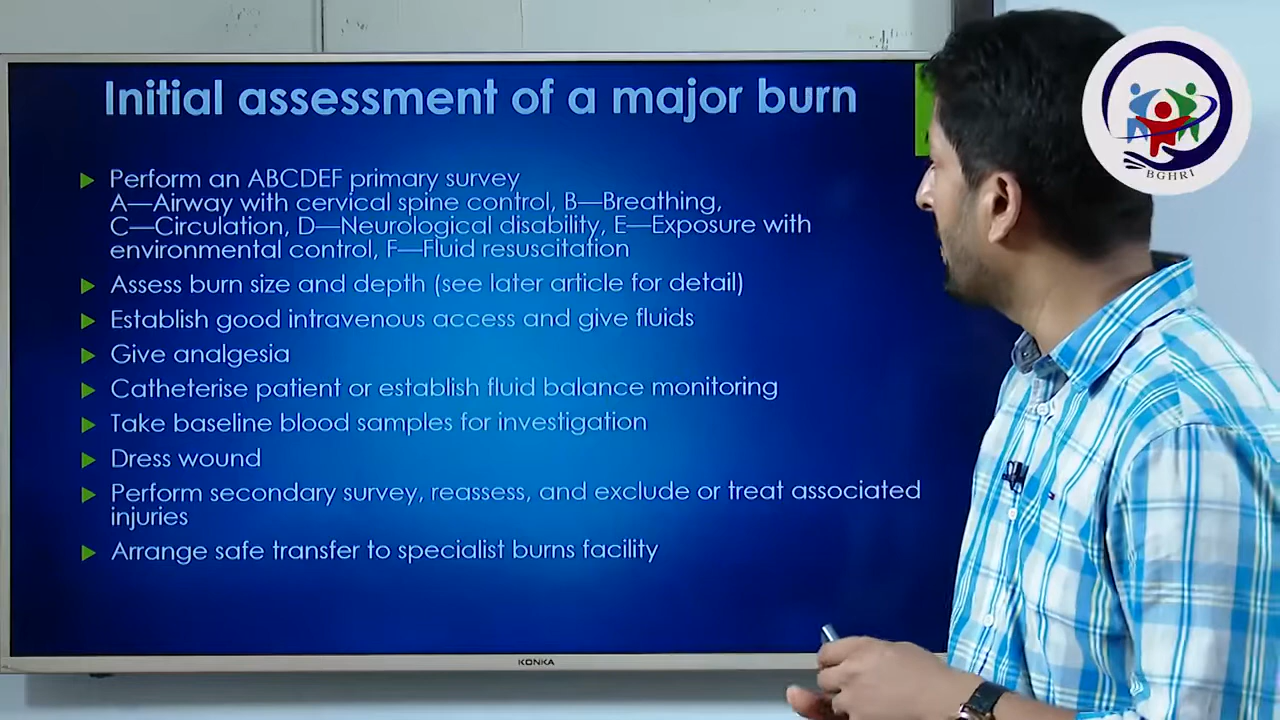 Initial assessment of a major burn
Perform an ABCDEF primary survey
A—Airway with cervical spine control, B—Breathing,
C—Circulation, D—Neurological disability, E—Exposure with
environmental control, F—Fluid resuscitation
Assess burn size and depth (see later article for detail)
Establish good intravenous access and give fluids
Give analgesia
Catheterise patient or establish fluid balance monitoring
Take baseline blood samples for investigation
Dress wound
Perform secondary survey, reassess, and exclude or treat associated
injuries
Arrange safe transfer to specialist burns facility
KONKA
BGHRI